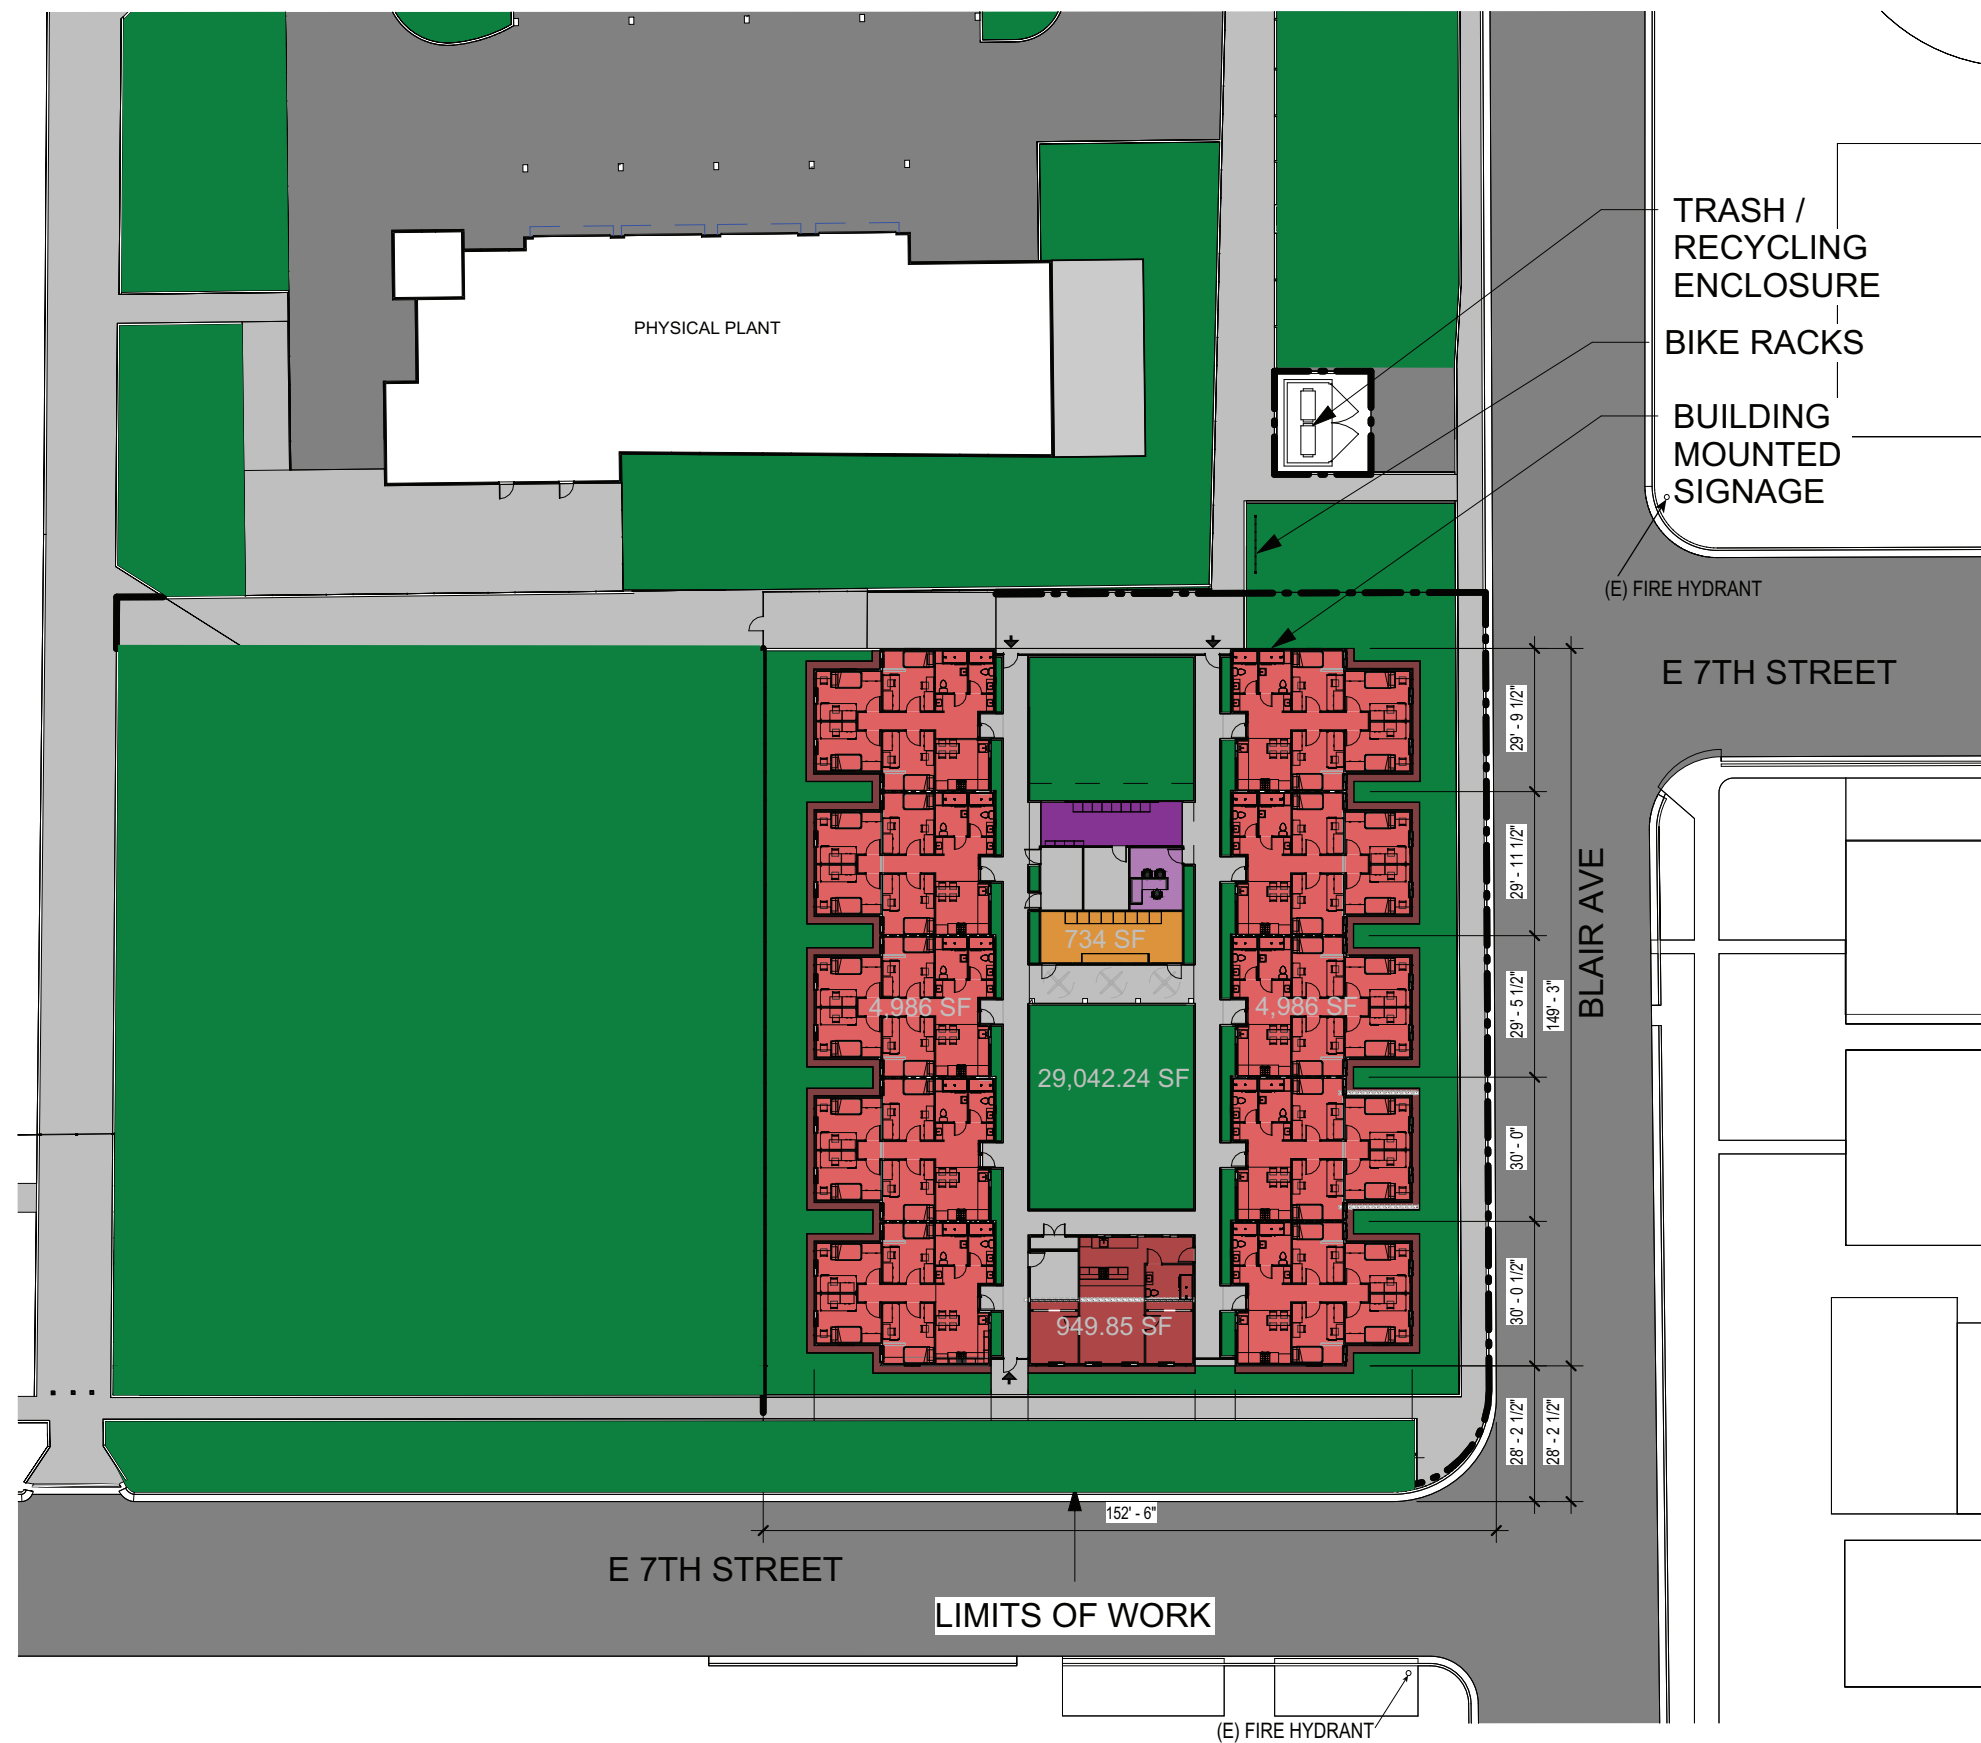 TRASH /
RECYCLING
ENCLOSURE
PHYSICAL PLANT
BIKE RACKS
BUILDING
MOUNTED
SIGNAGE
(E) FIRE HYDRANT
E 7TH STREET
29' - 9 1/2"
29' - 11 1/2"
BLAIR AVE
734 SF
4,986 SF
4,986 SF
29' - 5 1/2"
149' - 3"
29,042.24 SF
30' - 0"
30' - 0 1/2"
949.85 SF
28' - 2 1/2"
28' - 2 1/2"
152' - 6"
E 7TH STREET
LIMITS OF WORK
(E) FIRE HYDRANT